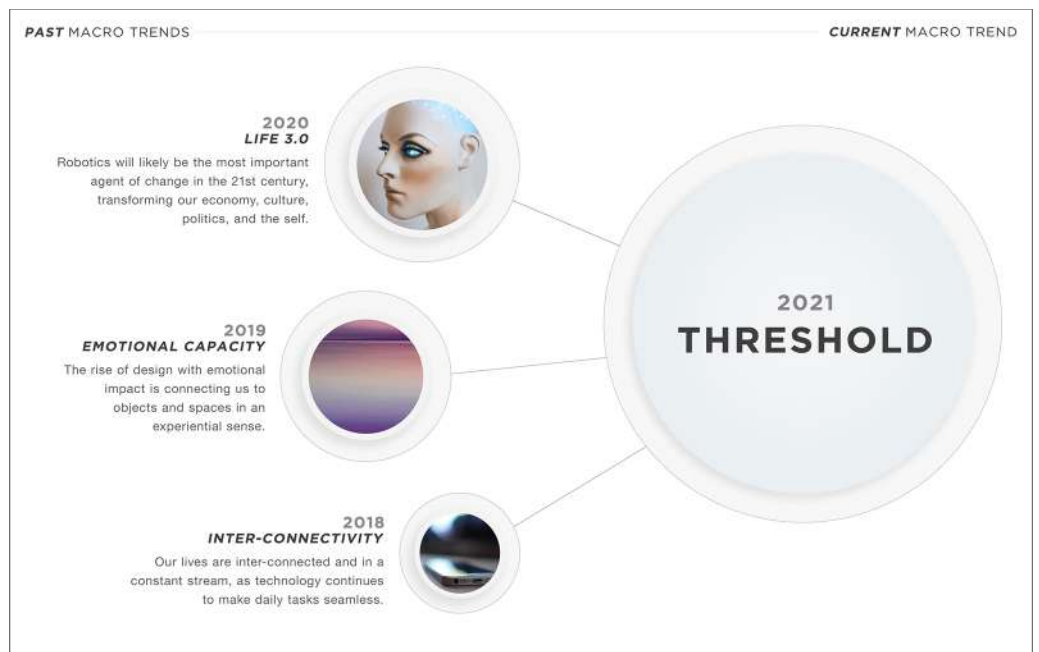 PAST MACRO TRENDS
CURRENT MACRO TREND
2020
LIFE 3.0
Robotics will likely be the most important
agent of change in the 21st century,
transforming our economy, culture,
politics, and the self.
2019
EMOTIONAL CAPACITY
The rise of design with emotional
impact is connecting us to
objects and spaces in an
experiential sense.
2018
INTER-CONNECTIVITY
Our lives are inter-connected and in a
constant stream, as technology continues
to make daily tasks seamless.
2021
THRESHOLD